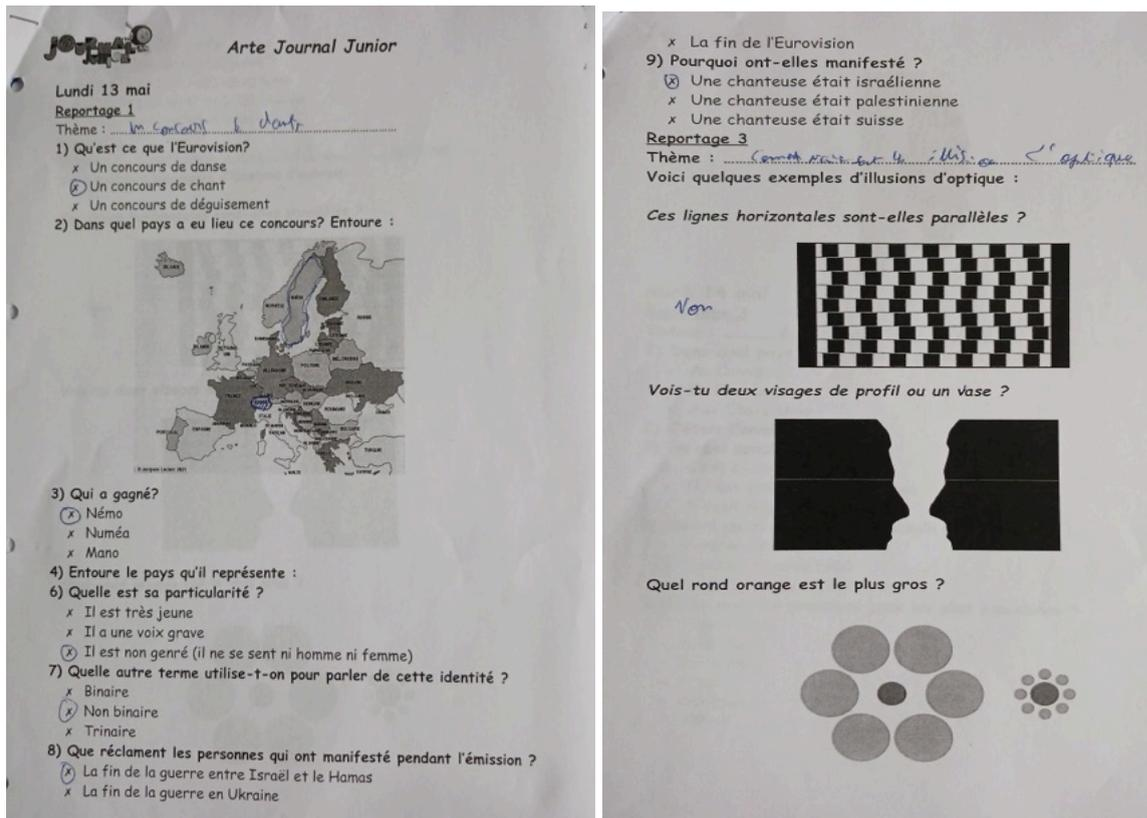 JOURNAL
Junior
Arte Journal Junior
Lundi 13 mai
Reportage 1
Thème :
1) Qu'est ce que l'Eurovision?
x Un concours de danse
x Un concours de chant
x Un concours de déguisement
2) Dans quel pays a eu lieu ce concours? Entoure :
3) Qui a gagné?
x Némo
x Numéa
x Mano
4) Entoure le pays qu'il représente :
6) Quelle est sa particularité ?
x Il est très jeune
x Il a une voix grave
x Il est non genré (il ne se sent ni homme ni femme)
7) Quelle autre terme utilise-t-on pour parler de cette identité ?
x Binaire
x Non binaire
x Trinaire
8) Que réclament les personnes qui ont manifesté pendant l'émission ?
x La fin de la guerre entre Israël et le Hamas
x La fin de la guerre en Ukraine
x La fin de l'Eurovision
9) Pourquoi ont-elles manifesté ?
x Une chanteuse était israélienne
x Une chanteuse était palestinienne
x Une chanteuse était suisse
Reportage 3
Thème : d'optique
Voici quelques exemples d'illusions d'optique :
Ces lignes horizontales sont-elles parallèles ?
Non
Vois-tu deux visages de profil ou un vase ?
Quel rond orange est le plus gros ?